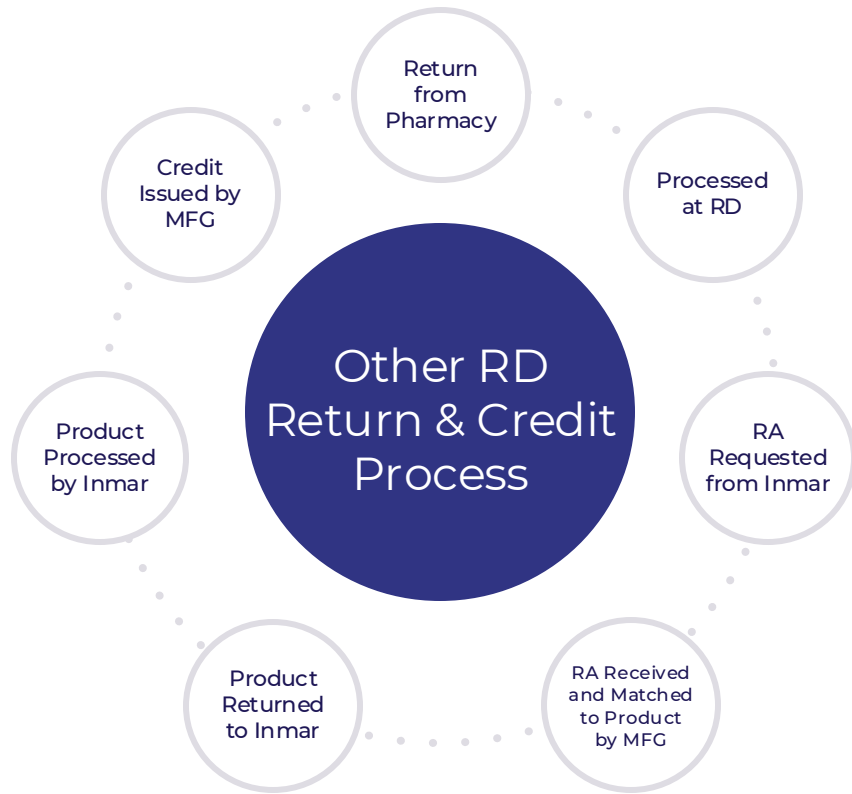 Return
from
Pharmacy
Processed
at RD
RA
Requested
from Inmar
RA Received
and Matched
to Product
by MFG
Product
Returned
to Inmar
Product
Processed
by Inmar
Credit
Issued by
MFG
Other RD
Return & Credit
Process